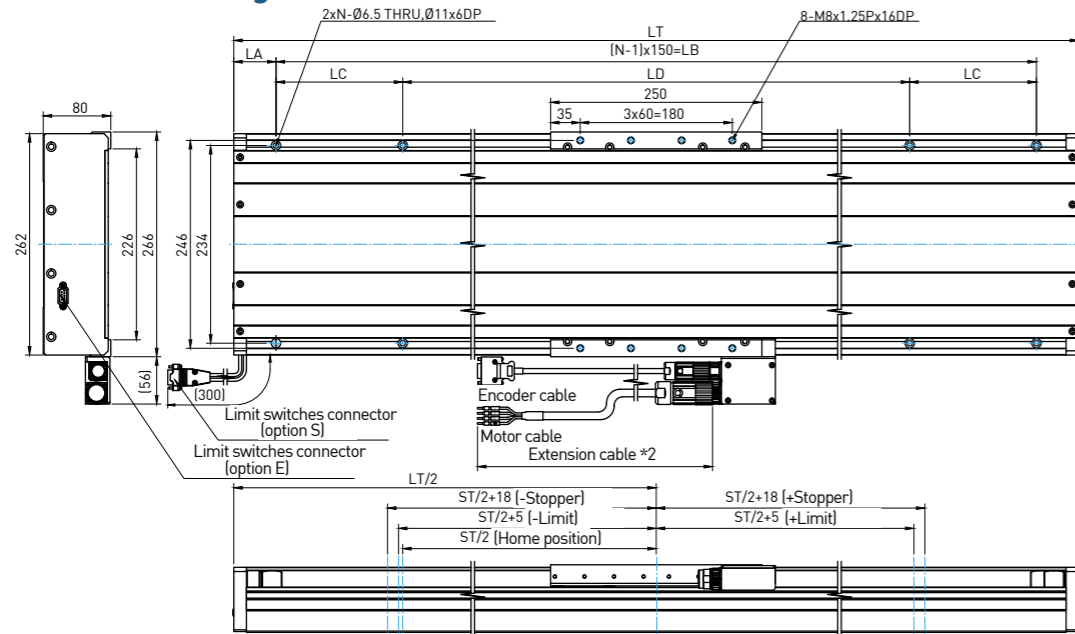 2xN-Ø6.5 THRU,Ø11x6DP
8-M8x1.25Px16DP
LT
LA
(N-1)x150=LB
LC
LD
LC
250
80
35
3x60=180
262
226
266
246
234
(56)
(300)
Encoder cable
Limit switches connector
(option S)
Motor cable
Limit switches connector
(option E)
Extension cable *2
LT/2
ST/2+18 (-Stopper)
ST/2+18 (+Stopper)
ST/2+5 (-Limit)
ST/2+5 (+Limit)
ST/2 (Home position)